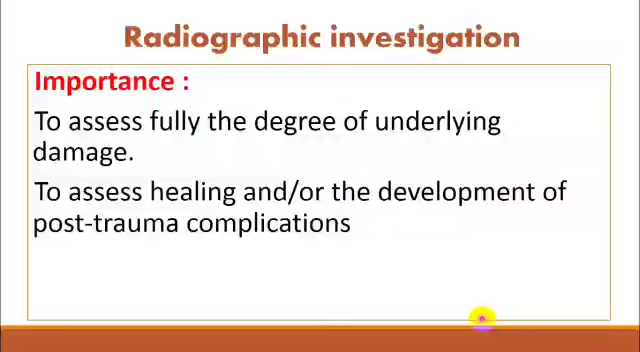 Radiographic investigation
Importance :
To assess fully the degree of underlying
damage.
To assess healing and/or the development of
post-trauma complications